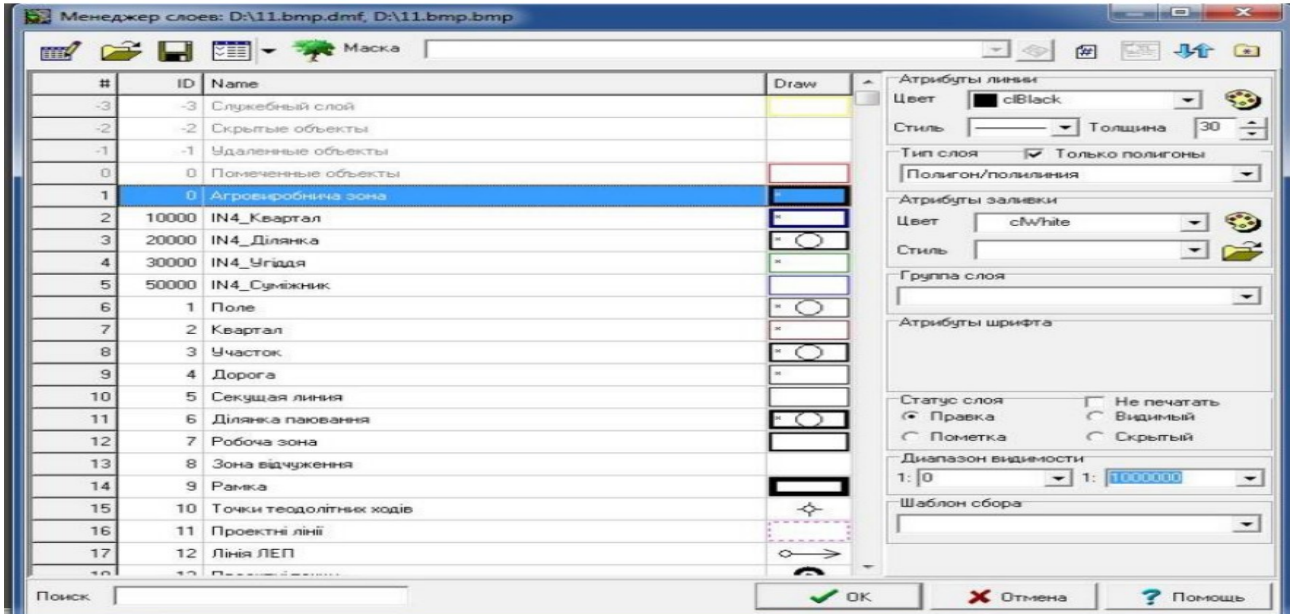 Менеджер слоев: D:\11.bmp.dmf, D:\11.bmp.bmp
Маска
# ID Name Draw
-3 -3 Служебный слой
-2 -2 Скрытые объекты
-1 -1 Удаленные объекты
0 0 Помеченные объекты
1 0 Агровиробнича зона
2 10000 IN4_Квартал
3 20000 IN4_Ділянка
4 30000 IN4_Угіддя
5 50000 IN4_Суміжник
6 1 Поле
7 2 Квартал
8 3 Участок
9 4 Дорога
10 5 Секущая линия
11 6 Ділянка паювання
12 7 Робоча зона
13 8 Зона відчуження
14 9 Рамка
15 10 Точки теодолітних ходів
16 11 Проектні лінії
17 12 Лінія ЛЕП
Атрибуты линии
Цвет clBlack
Стиль Толщина 30
Тип слоя Только полигоны
Полигон/полилиния
Атрибуты заливки
Цвет clWhite
Стиль
Группа слоя
Атрибуты шрифта
Статус слоя Не печатать
Правка Видимый
Пометка Скрытый
Диапазон видимости
1: 0 1: 1000000
Шаблон сбора
Поиск OK Отмена ? Помощь